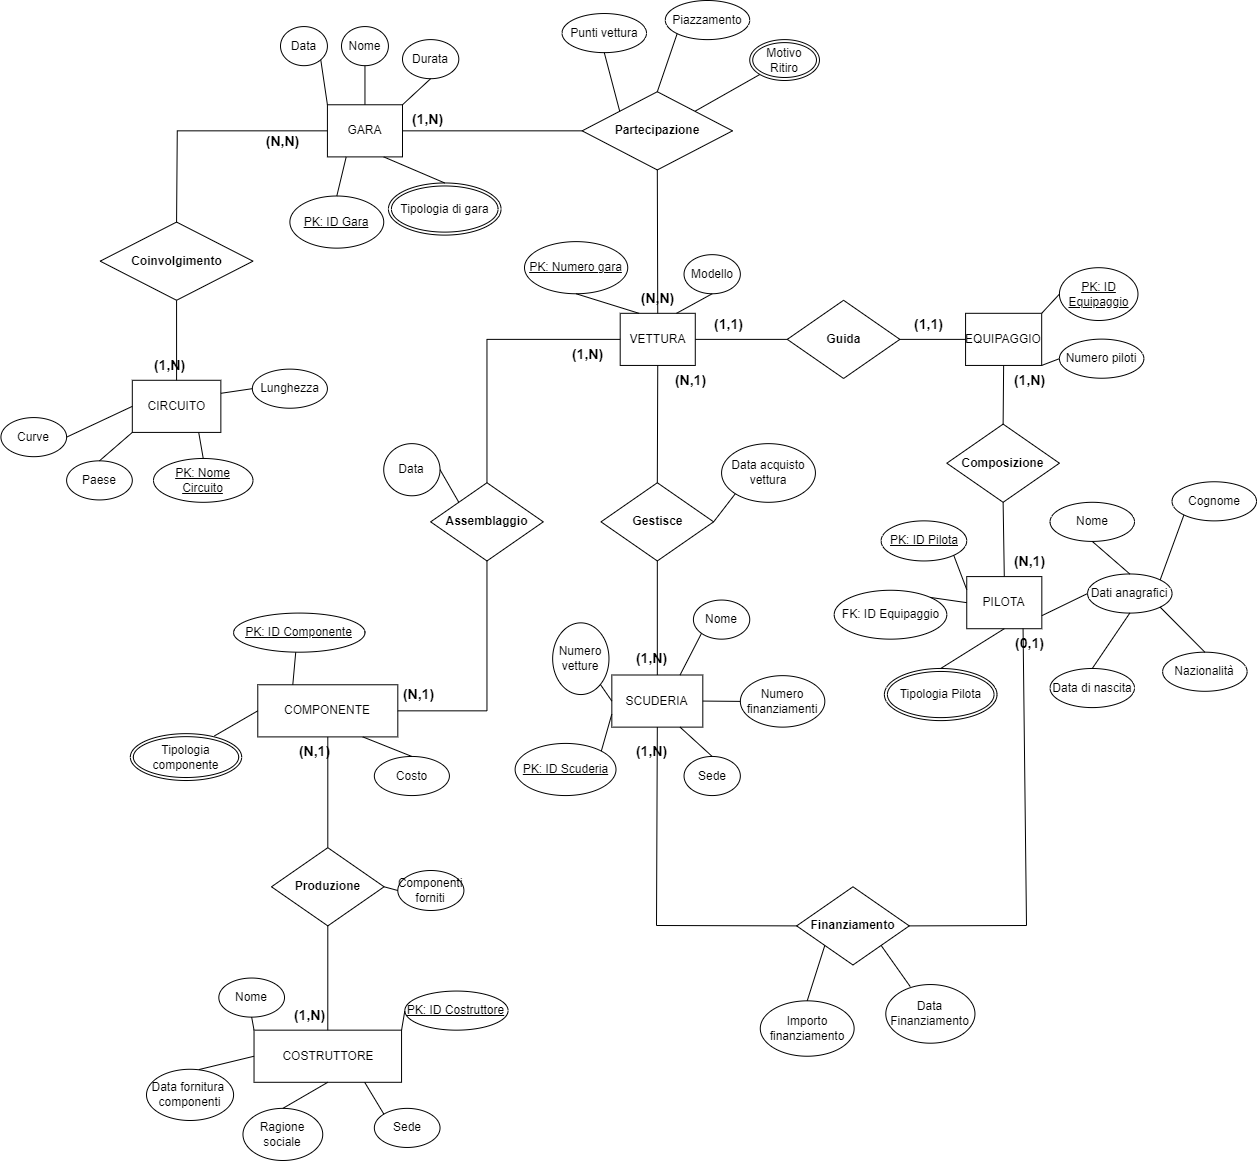 Punti vettura
Piazzamento
Data
Nome
Durata
Motivo
Ritiro
GARA
(1,N)
Partecipazione
(N,N)
PK: ID Gara
Tipologia di gara
Coinvolgimento
PK: Numero gara
Modello
PK: ID
Equipaggio
(N,N)
(1,1)
(1,1)
VETTURA
Guida
EQUIPAGGIO
(1,N)
Numero piloti
(1,N)
(N,1)
(1,N)
CIRCUITO
Lunghezza
Curve
Paese
PK: Nome
Circuito
Data
Data acquisto
vettura
Composizione
Assemblaggio
Gestisce
Cognome
Nome
PK: ID Pilota
(N,1)
PILOTA
Dati anagrafici
FK: ID Equipaggio
(0,1)
Nome
PK: ID Componente
Numero
vetture
(1,N)
Nazionalità
Data di nascita
Tipologia Pilota
(N,1)
SCUDERIA
Numero
finanziamenti
COMPONENTE
(N,1)
(1,N)
Tipologia
componente
Costo
PK: ID Scuderia
Sede
Produzione
Componenti
forniti
Finanziamento
Nome
PK: ID Costruttore
(1,N)
Importo
finanziamento
Data
Finanziamento
COSTRUTTORE
Data fornitura
componenti
Ragione
sociale
Sede